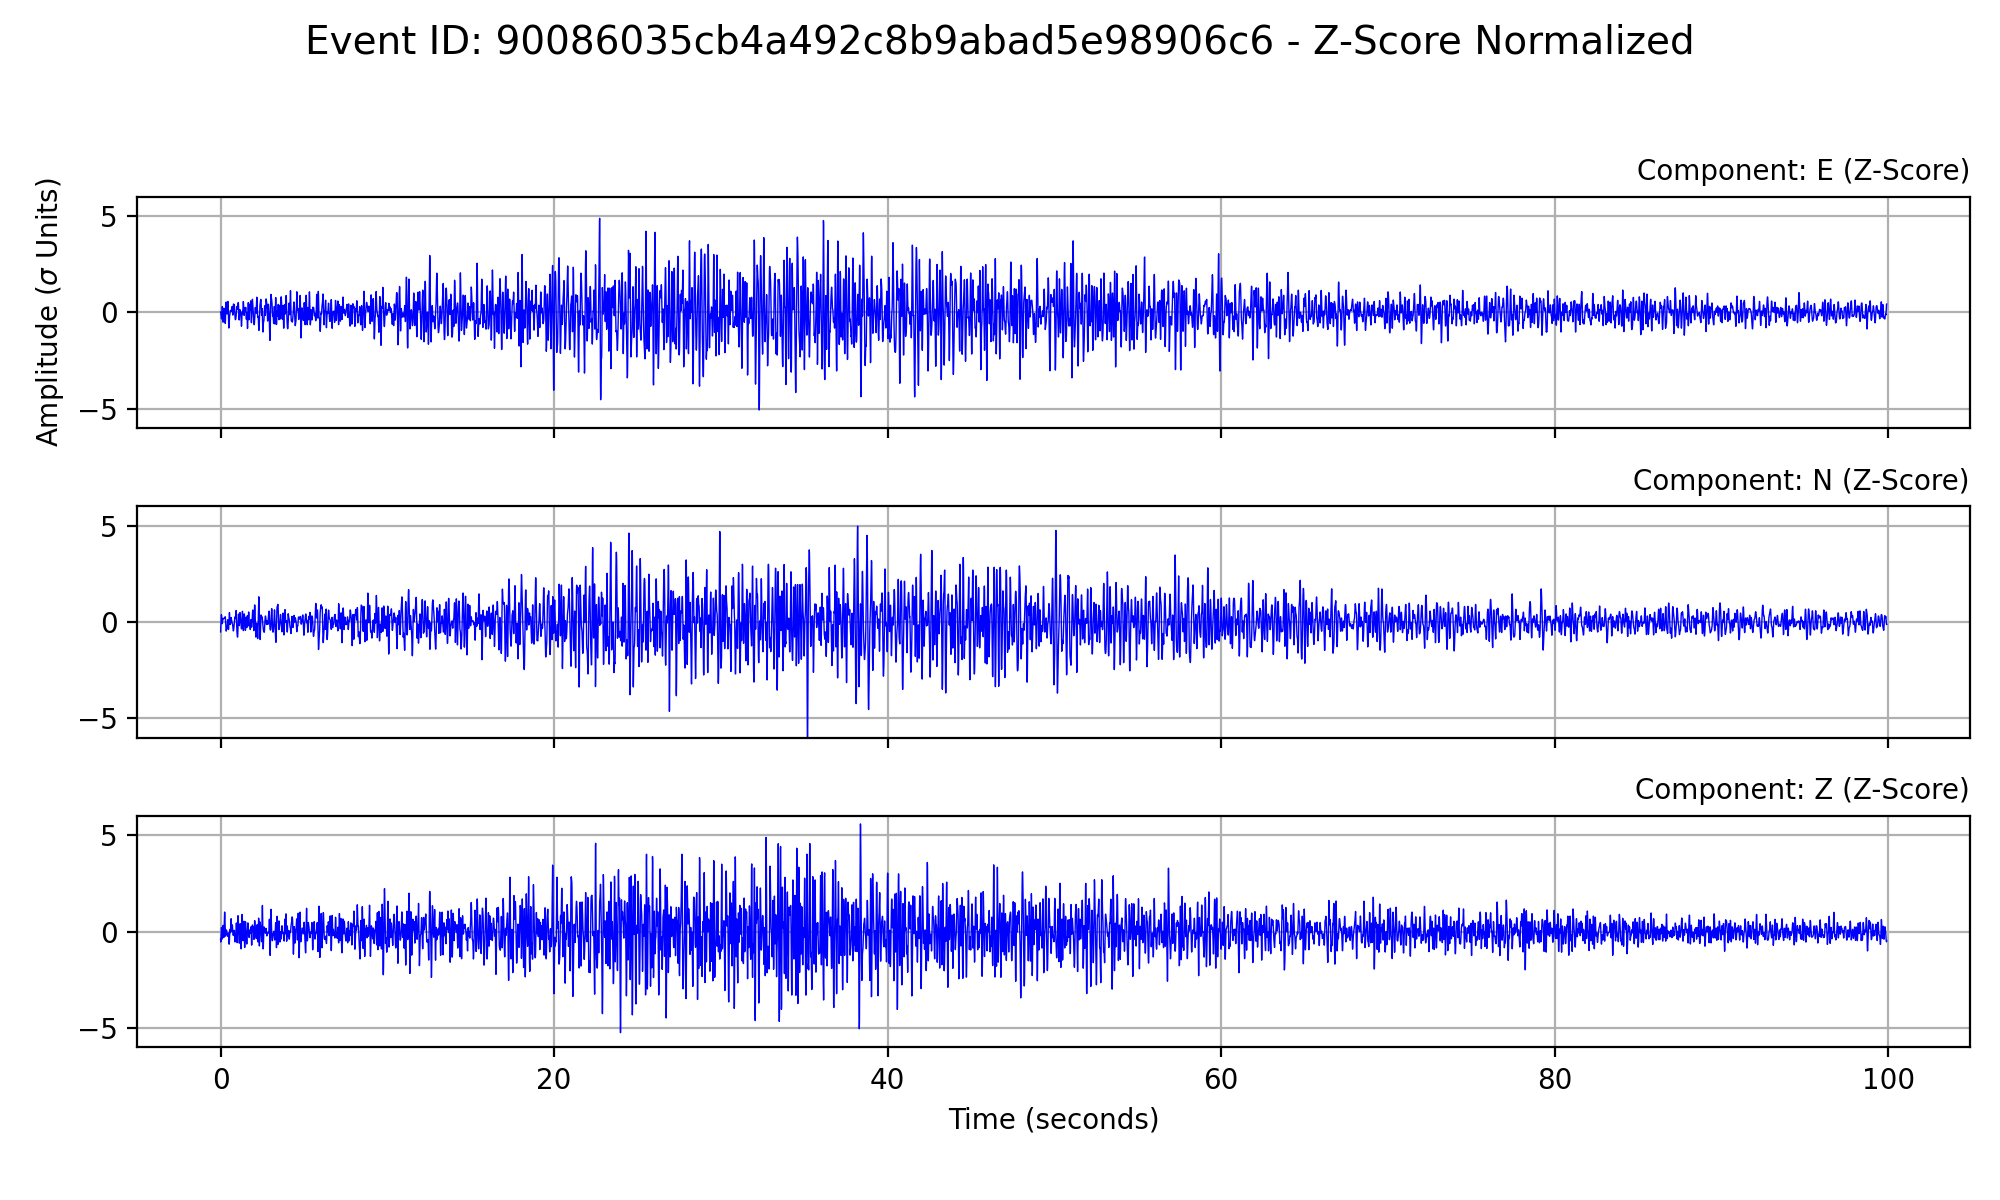 Event ID: 90086035cb4a492c8b9abad5e98906c6 - Z-Score Normalized
Component: E (Z-Score)
Amplitude (σ Units)
5
0
−5
Component: N (Z-Score)
5
0
−5
Component: Z (Z-Score)
5
0
−5
0 20 40 60 80 100
Time (seconds)